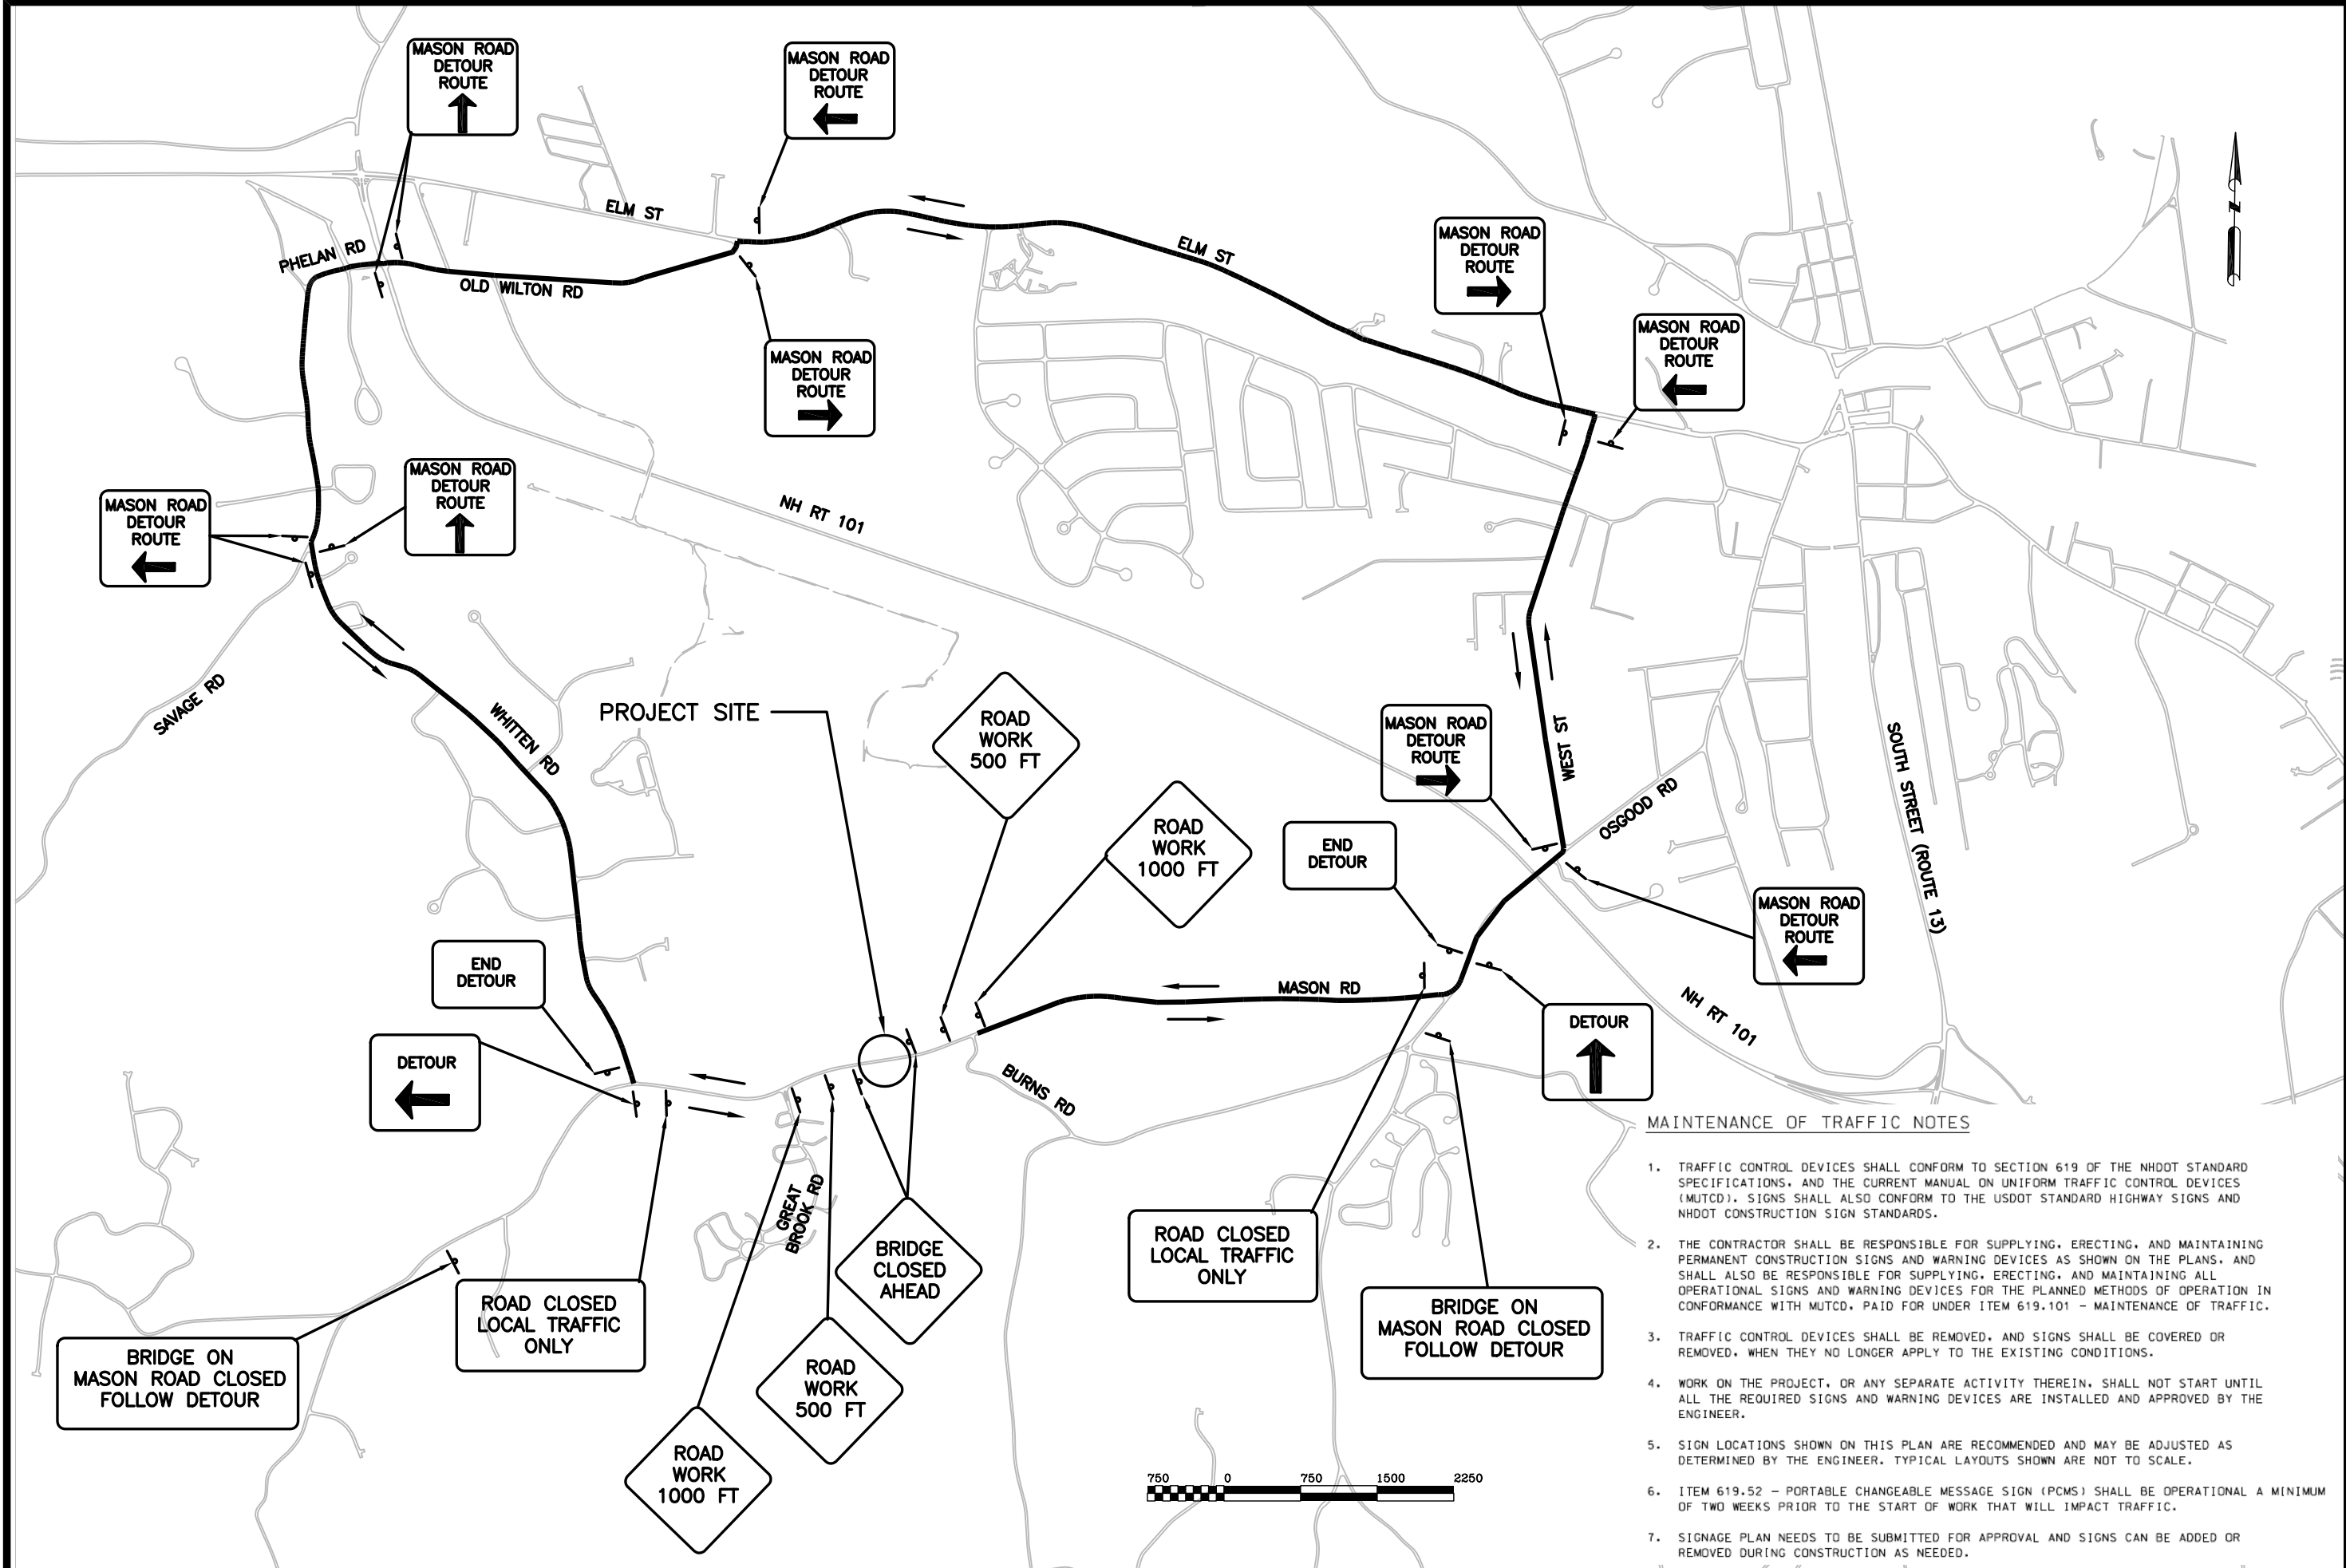 MASON ROAD
DETOUR
ROUTE
MASON ROAD
DETOUR
ROUTE
ELM ST
PHELAN RD
OLD WILTON RD
ELM ST
MASON ROAD
DETOUR
ROUTE
MASON ROAD
DETOUR
ROUTE
MASON ROAD
DETOUR
ROUTE
N
MASON ROAD
DETOUR
ROUTE
MASON ROAD
DETOUR
ROUTE
NH RT 101
SAVAGE RD
WHITTEN RD
PROJECT SITE
ROAD
WORK
500 FT
ROAD
WORK
1000 FT
MASON ROAD
DETOUR
ROUTE
WEST ST
OSGOOD RD
SOUTH STREET (ROUTE 13)
END
DETOUR
MASON ROAD
DETOUR
ROUTE
END
DETOUR
DETOUR
MASON RD
NH RT 101
DETOUR
BURNS RD
GREAT
BROOK RD
BRIDGE
CLOSED
AHEAD
ROAD CLOSED
LOCAL TRAFFIC
ONLY
BRIDGE ON
MASON ROAD CLOSED
FOLLOW DETOUR
ROAD
WORK
500 FT
ROAD
WORK
1000 FT
ROAD CLOSED
LOCAL TRAFFIC
ONLY
BRIDGE ON
MASON ROAD CLOSED
FOLLOW DETOUR
750 0 750 1500 2250
MAINTENANCE OF TRAFFIC NOTES
1. TRAFFIC CONTROL DEVICES SHALL CONFORM TO SECTION 619 OF THE NHDOT STANDARD
SPECIFICATIONS, AND THE CURRENT MANUAL ON UNIFORM TRAFFIC CONTROL DEVICES
(MUTCD). SIGNS SHALL ALSO CONFORM TO THE USDOT STANDARD HIGHWAY SIGNS AND
NHDOT CONSTRUCTION SIGN STANDARDS.
2. THE CONTRACTOR SHALL BE RESPONSIBLE FOR SUPPLYING, ERECTING, AND MAINTAINING
PERMANENT CONSTRUCTION SIGNS AND WARNING DEVICES AS SHOWN ON THE PLANS, AND
SHALL ALSO BE RESPONSIBLE FOR SUPPLYING, ERECTING, AND MAINTAINING ALL
OPERATIONAL SIGNS AND WARNING DEVICES FOR THE PLANNED METHODS OF OPERATION IN
CONFORMANCE WITH MUTCD, PAID FOR UNDER ITEM 619.101 - MAINTENANCE OF TRAFFIC.
3. TRAFFIC CONTROL DEVICES SHALL BE REMOVED, AND SIGNS SHALL BE COVERED OR
REMOVED, WHEN THEY NO LONGER APPLY TO THE EXISTING CONDITIONS.
4. WORK ON THE PROJECT, OR ANY SEPARATE ACTIVITY THEREIN, SHALL NOT START UNTIL
ALL THE REQUIRED SIGNS AND WARNING DEVICES ARE INSTALLED AND APPROVED BY THE
ENGINEER.
5. SIGN LOCATIONS SHOWN ON THIS PLAN ARE RECOMMENDED AND MAY BE ADJUSTED AS
DETERMINED BY THE ENGINEER. TYPICAL LAYOUTS SHOWN ARE NOT TO SCALE.
6. ITEM 619.52 - PORTABLE CHANGEABLE MESSAGE SIGN (PCMS) SHALL BE OPERATIONAL A MINIMUM
OF TWO WEEKS PRIOR TO THE START OF WORK THAT WILL IMPACT TRAFFIC.
7. SIGNAGE PLAN NEEDS TO BE SUBMITTED FOR APPROVAL AND SIGNS CAN BE ADDED OR
REMOVED DURING CONSTRUCTION AS NEEDED.